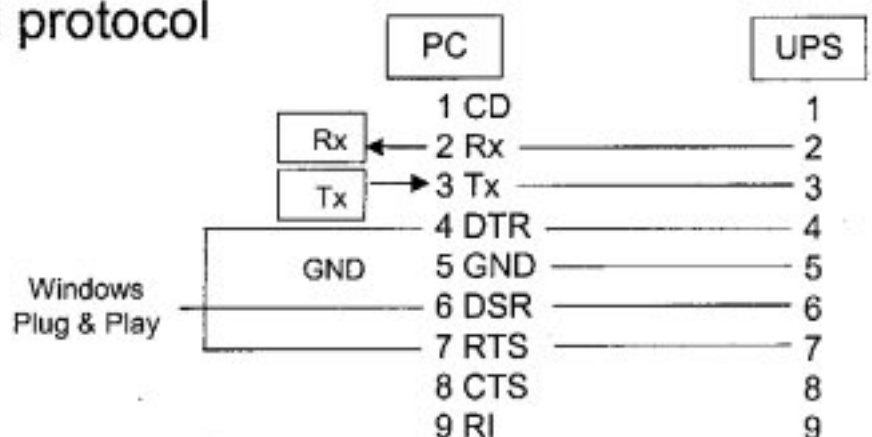 protocol
PC UPS
1 CD 1
Rx 2 Rx 2
Tx 3 Tx 3
4 DTR 4
GND 5 GND 5
Windows
Plug & Play
6 DSR 6
7 RTS 7
8 CTS 8
9 RI 9